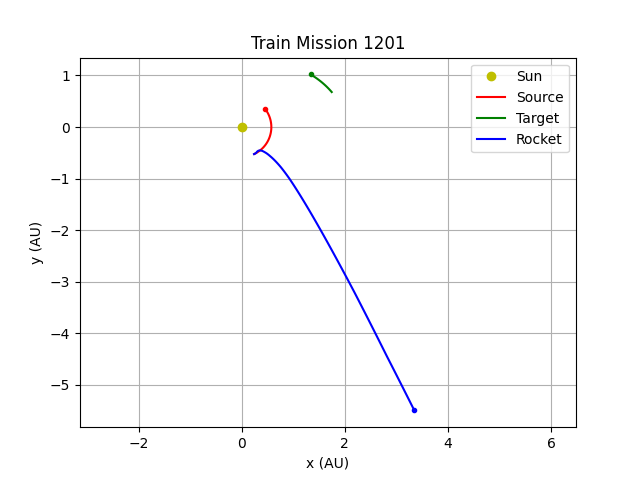 Train Mission 1201
Sun
Source
Target
Rocket
1
0
−1
−2
−3
−4
−5
−2
0
2
4
6
y (AU)
x (AU)